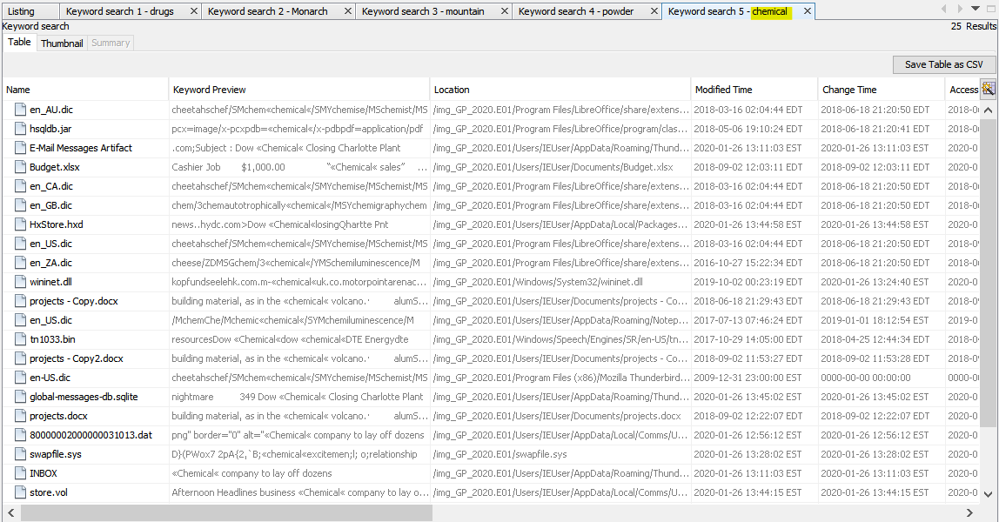 Listing Keyword search 1 - drugs Keyword search 2 - Monarch Keyword search 3 - mountain Keyword search 4 - powder Keyword search 5 - chemical
Keyword search 25 Results
Table Thumbnail Summary
Save Table as CSV
Name Keyword Preview Location Modified Time Change Time Access
en_AU.dic cheetahschef/SMchem«chemical«/SMYchemise/MSchemist/MS /img_GP_2020.E01/Program Files/LibreOffice/share/extens... 2018-03-16 02:04:44 EDT 2018-06-18 21:20:50 EDT 2018-0
hsqldb.jar pcx=image/x-pcxpdb=«chemical«/x-pdbpdf=application/pdf /img_GP_2020.E01/Program Files/LibreOffice/program/clas... 2018-05-06 19:10:24 EDT 2018-06-18 21:20:41 EDT 2018-0
E-Mail Messages Artifact .com;Subject : Dow «Chemical« Closing Charlotte Plant /img_GP_2020.E01/Users/IEUser/AppData/Roaming/Thund... 2020-01-26 13:11:03 EST 2020-01-26 13:11:03 EST 2020-0
Budget.xlsx Cashier Job $1,000.00 "«Chemical« sales" ... /img_GP_2020.E01/Users/IEUser/Documents/Budget.xlsx 2018-09-02 12:03:11 EDT 2018-09-02 12:03:11 EDT 2018-0
en_CA.dic cheetahschef/SMchem«chemical«/SMYchemise/MSchemist/MS /img_GP_2020.E01/Program Files/LibreOffice/share/extens... 2018-03-16 02:04:44 EDT 2018-06-18 21:20:50 EDT 2018-0
en_GB.dic chem/3chemautotrophically«chemical«/MSYchemigraphychem /img_GP_2020.E01/Program Files/LibreOffice/share/extens... 2018-03-16 02:04:44 EDT 2018-06-18 21:20:50 EDT 2018-0
HxStore.hxd news..hydc.com>Dow «Chemical«losingQhartte Pnt /img_GP_2020.E01/Users/IEUser/AppData/Local/Packages... 2020-01-26 13:44:58 EST 2020-01-26 13:44:58 EST 2020-0
en_US.dic cheetahschef/SMchem«chemical«/SMYchemise/MSchemist/MS /img_GP_2020.E01/Program Files/LibreOffice/share/extens... 2018-03-16 02:04:44 EDT 2018-06-18 21:20:50 EDT 2018-0
en_ZA.dic cheese/ZDMSGchem/3«chemical«/YMSchemiluminescence/M /img_GP_2020.E01/Program Files/LibreOffice/share/extens... 2016-10-27 15:22:34 EDT 2018-06-18 21:20:50 EDT 2018-0
wininet.dll kopfundseelehk.com.m-«chemical«uk.co.motorpointarenac... /img_GP_2020.E01/Windows/System32/wininet.dll 2019-10-02 00:23:19 EDT 2020-01-26 13:24:40 EST 2020-0
projects - Copy.docx building material, as in the «chemical« volcano.· alumS... /img_GP_2020.E01/Users/IEUser/Documents/projects - Co... 2018-06-18 21:29:43 EDT 2018-06-18 21:29:43 EDT 2018-0
en_US.dic /MchemChe/Mchemic«chemical«/SYMchemiluminescence/M /img_GP_2020.E01/Users/IEUser/AppData/Roaming/Notep... 2017-07-13 07:46:24 EDT 2019-01-01 18:12:54 EST 2019-0
tn1033.bin resourcesDow «Chemical«dow «chemical«DTE Energydte /img_GP_2020.E01/Windows/Speech/Engines/SR/en-US/tn... 2017-10-29 14:05:00 EDT 2018-04-25 12:44:34 EDT 2018-0
projects - Copy2.docx building material, as in the «chemical« volcano.· alumS... /img_GP_2020.E01/Users/IEUser/Documents/projects - Co... 2018-09-02 11:53:27 EDT 2018-09-02 11:53:28 EDT 2018-0
en-US.dic cheetahschef/SMchem«chemical«/SMYchemise/MSchemist/MS /img_GP_2020.E01/Program Files (x86)/Mozilla Thunderbird... 2009-12-31 23:00:00 EST 0000-00-00 00:00:00 0000-0
global-messages-db.sqlite nightmare 349 Dow «Chemical« Closing Charlotte Plant /img_GP_2020.E01/Users/IEUser/AppData/Roaming/Thund... 2020-01-26 13:45:02 EST 2020-01-26 13:45:02 EST 2020-0
projects.docx building material, as in the «chemical« volcano.· alumS... /img_GP_2020.E01/Users/IEUser/Documents/projects.docx 2018-09-02 12:22:07 EDT 2018-09-02 12:22:07 EDT 2018-0
80000002000000031013.dat png" border="0" alt="«Chemical« company to lay off dozens /img_GP_2020.E01/Users/IEUser/AppData/Local/Comms/U... 2020-01-26 12:56:12 EST 2020-01-26 12:56:12 EST 2020-0
swapfile.sys D}(PWox7 2pA{2,`B;«chemical«excitemen;l; o;relationship /img_GP_2020.E01/swapfile.sys 2020-01-26 13:28:02 EST 2020-01-26 13:28:02 EST 2020-0
INBOX «Chemical« company to lay off dozens /img_GP_2020.E01/Users/IEUser/AppData/Roaming/Thund... 2020-01-26 13:11:03 EST 2020-01-26 13:11:03 EST 2020-0
store.vol Afternoon Headlines business «Chemical« company to lay o... /img_GP_2020.E01/Users/IEUser/AppData/Local/Comms/U... 2020-01-26 13:44:15 EST 2020-01-26 13:44:15 EST 2020-0